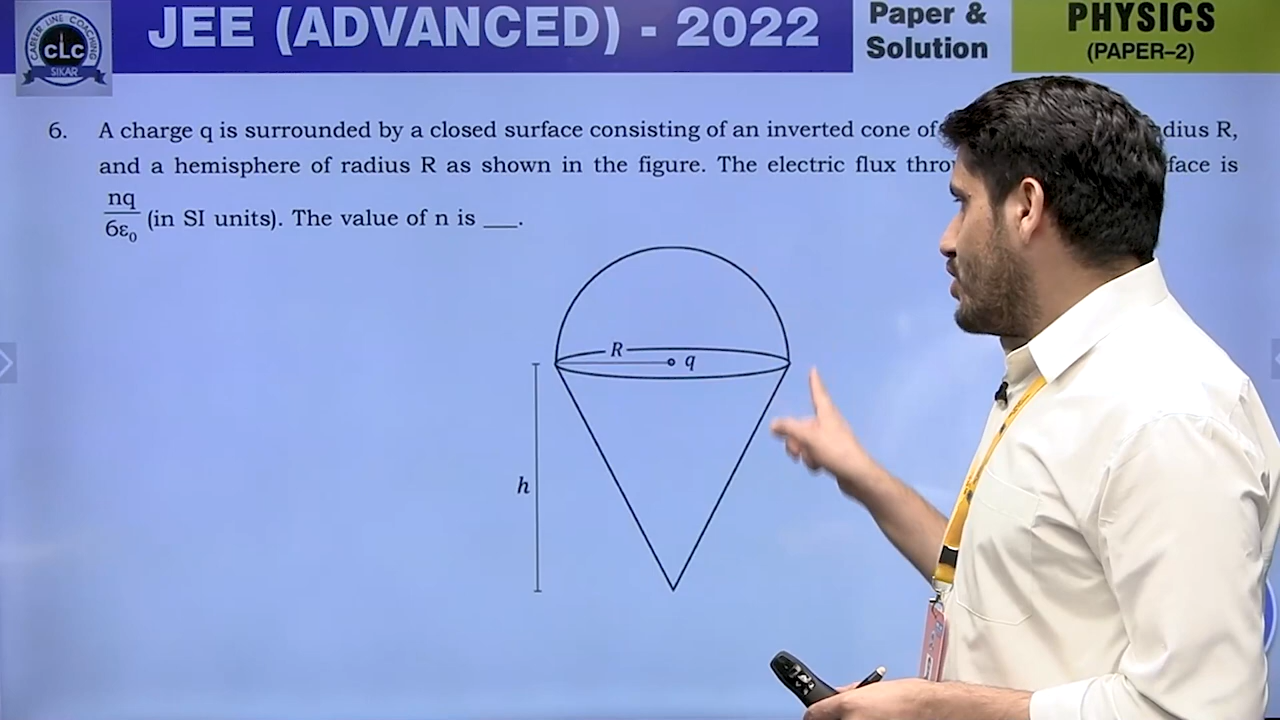 CAREER LINE COACHING
CLC
SIKAR
JEE (ADVANCED) - 2022
Paper &
Solution
PHYSICS
(PAPER–2)
6. A charge q is surrounded by a closed surface consisting of an inverted cone of R,
and a hemisphere of radius R as shown in the figure. The electric flux is
nq
6ε₀ (in SI units). The value of n is ___.
R
q
h